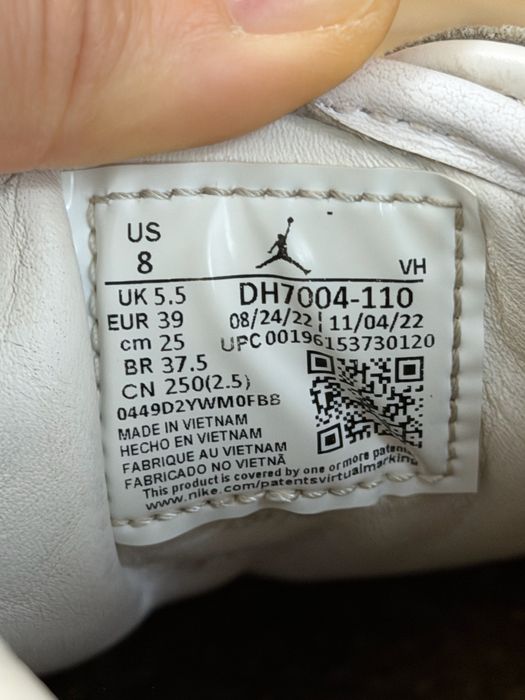 US
8
VH
UK 5.5
DH7004-110
EUR 39
08/24/22 | 11/04/22
cm 25
UPC 00196153730120
BR 37.5
CN 250(2.5)
0449D2YWM0FB8
MADE IN VIETNAM
HECHO EN VIETNAM
FABRIQUE AU VIETNAM
FABRICADO NO VIETNÃ
This product is covered by one or more
www.nike.com/patentsvirtualmarking